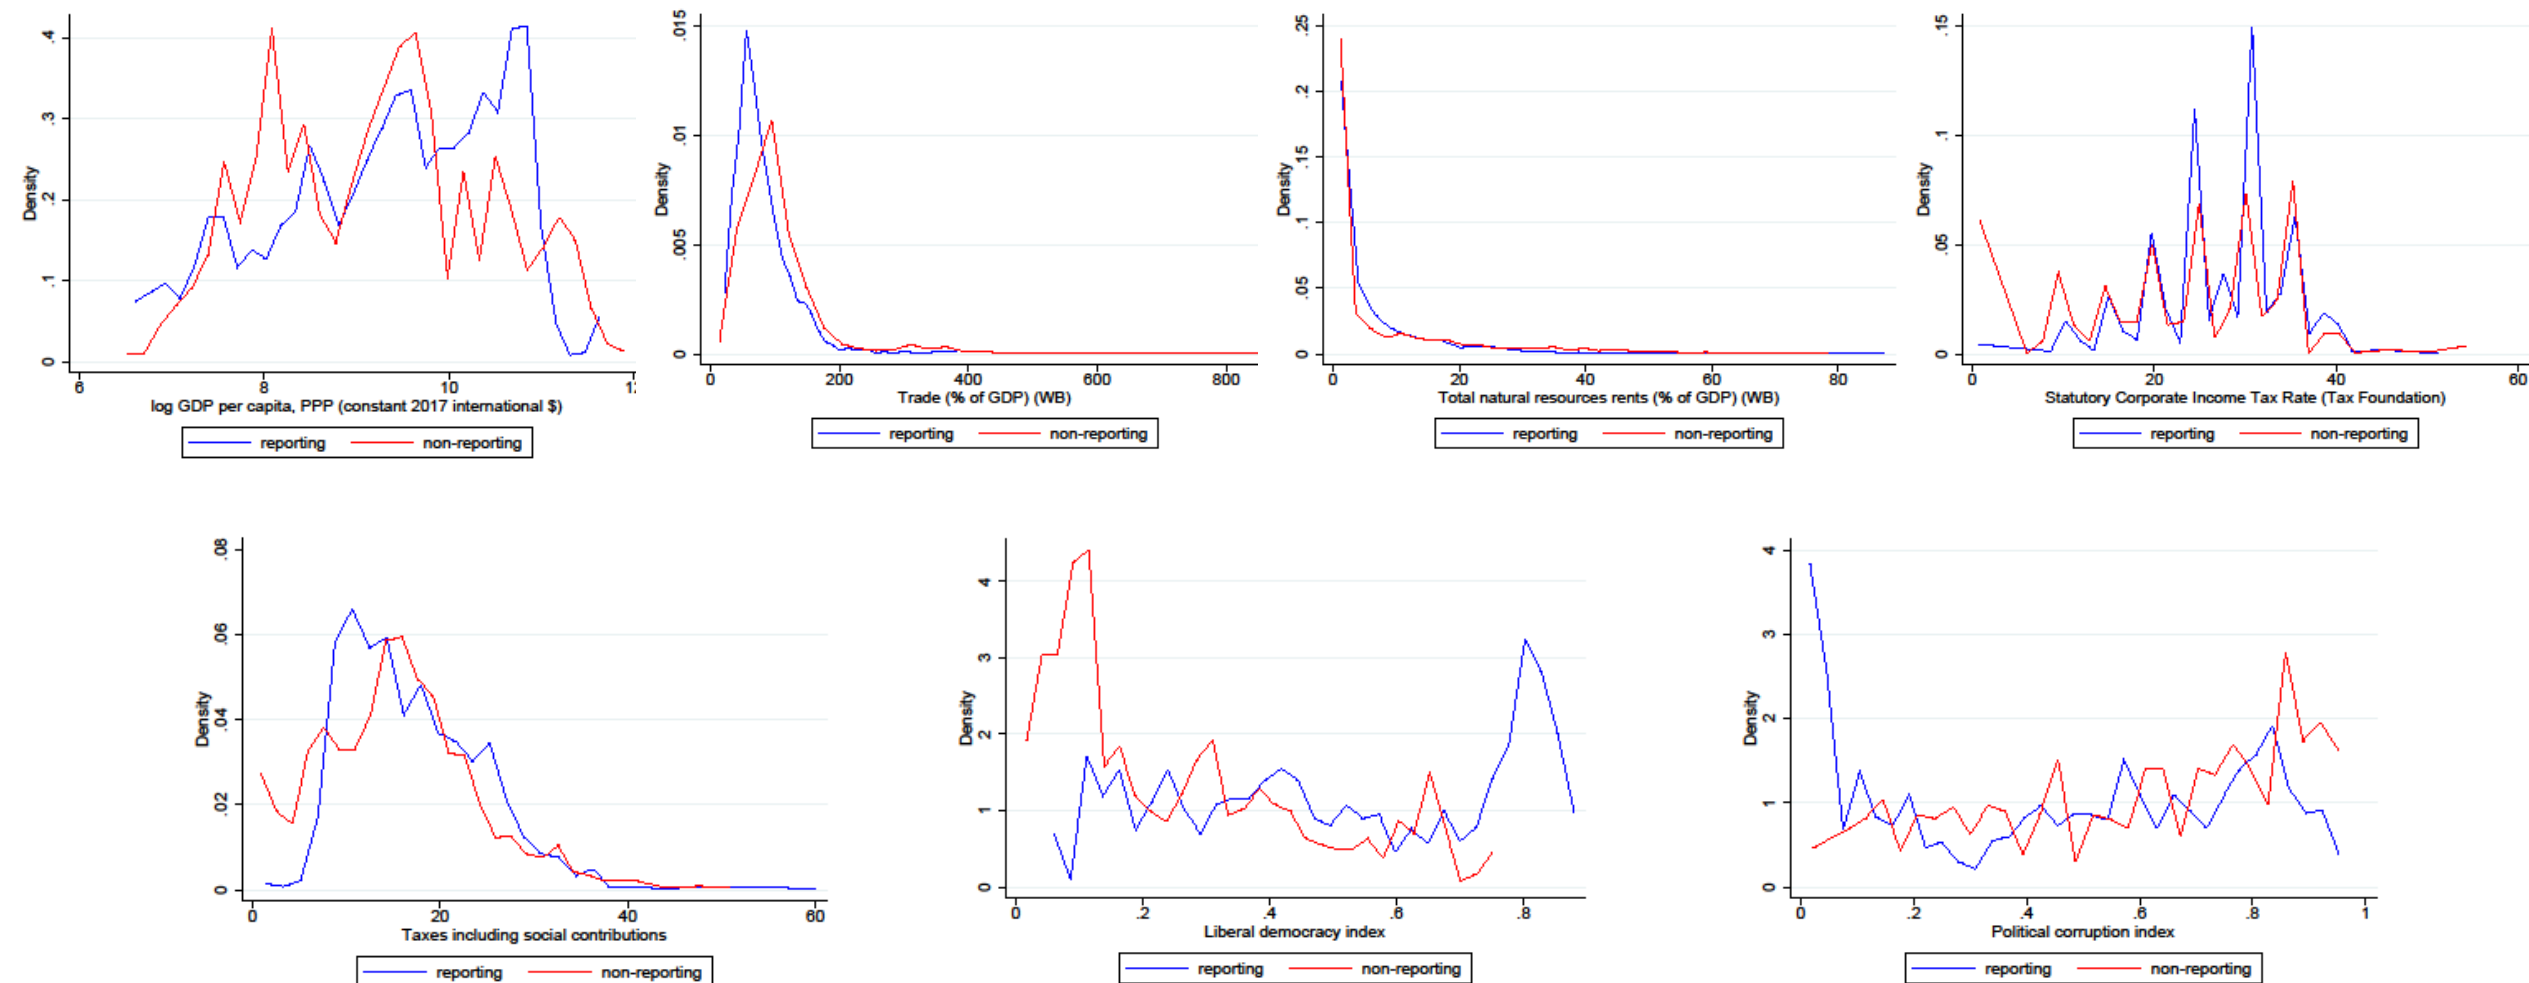 Density
.4
.3
.2
.1
0
6
8
10
1
log GDP per capita, PPP (constant 2017 international $)
reporting
non-reporting
Density
.015
.01
.005
0
0
200
400
600
800
Trade (% of GDP) (WB)
reporting
non-reporting
Density
.25
.2
.15
.1
.05
0
0
20
40
60
80
Total natural resources rents (% of GDP) (WB)
reporting
non-reporting
Density
.15
.1
.05
0
0
20
40
60
Statutory Corporate Income Tax Rate (Tax Foundation)
reporting
non-reporting
Density
.08
.06
.04
.02
0
0
20
40
60
Taxes including social contributions
reporting
non-reporting
Density
4
3
2
1
0
0
.2
.4
.6
.8
Liberal democracy index
reporting
non-reporting
Density
4
3
2
1
0
0
.2
.4
.6
.8
1
Political corruption index
reporting
non-reporting